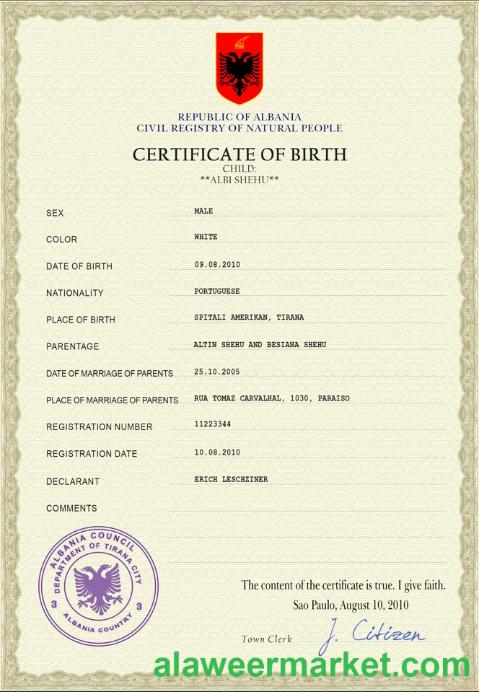 REPUBLIC OF ALBANIA
CIVIL REGISTRY OF NATURAL PEOPLE
CERTIFICATE OF BIRTH
CHILD:
**ALBI SHEHU**
SEX MALE
COLOR WHITE
DATE OF BIRTH 09.08.2010
NATIONALITY PORTUGUESE
PLACE OF BIRTH SPITALI AMERIKAN, TIRANA
PARENTAGE ALTIN SHEHU AND BESIANA SHEHU
DATE OF MARRIAGE OF PARENTS 25.10.2005
PLACE OF MARRIAGE OF PARENTS RUA TOMAZ CARVALHAL, 1030, PARAISO
REGISTRATION NUMBER 11223344
REGISTRATION DATE 10.08.2010
DECLARANT ERICH LESCHZINER
COMMENTS
ALBANIA COUNCIL
DEPARTMENT OF TIRANA CITY
3 3
ALBANIA COUNTRY
The content of the certificate is true. I give faith.
Sao Paulo, August 10, 2010
Town Clerk J. Citizen
alaweermarket.com